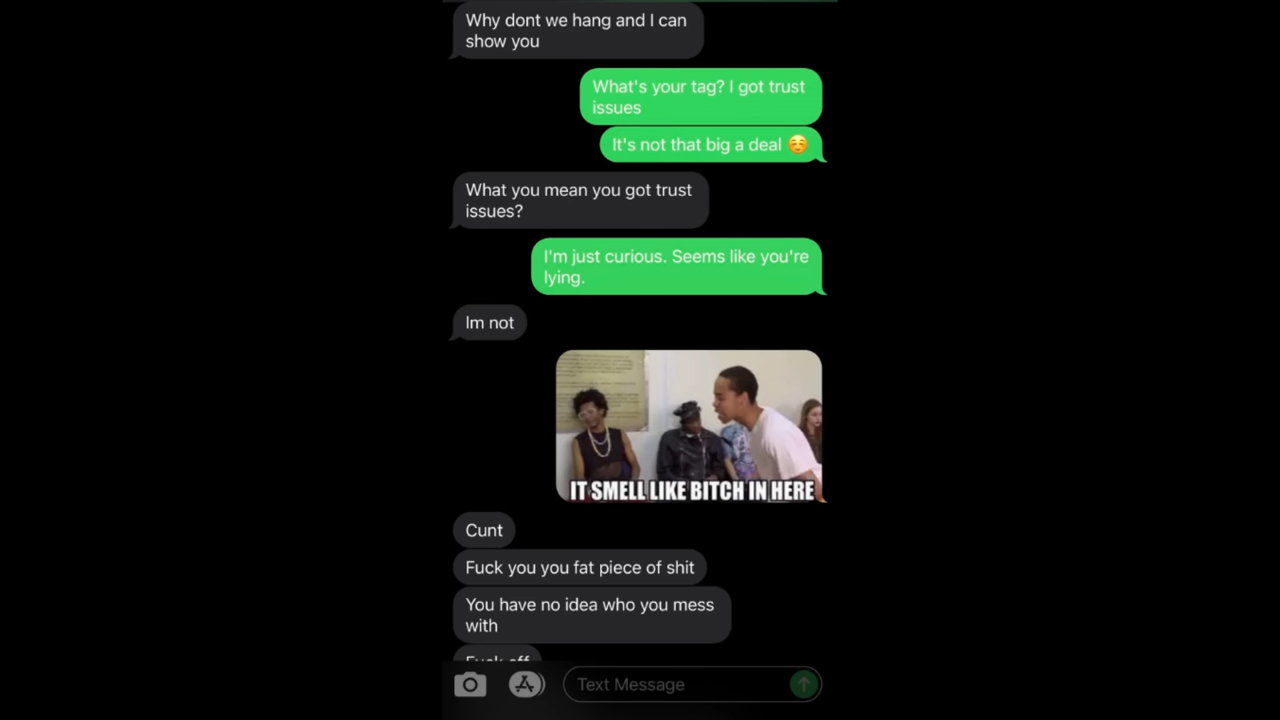 Why dont we hang and I can
show you
What's your tag? I got trust
issues
It's not that big a deal ☺️
What you mean you got trust
issues?
I'm just curious. Seems like you're
lying.
Im not
IT SMELL LIKE BITCH IN HERE
Cunt
Fuck you you fat piece of shit
You have no idea who you mess
with
Fuck off
Text Message